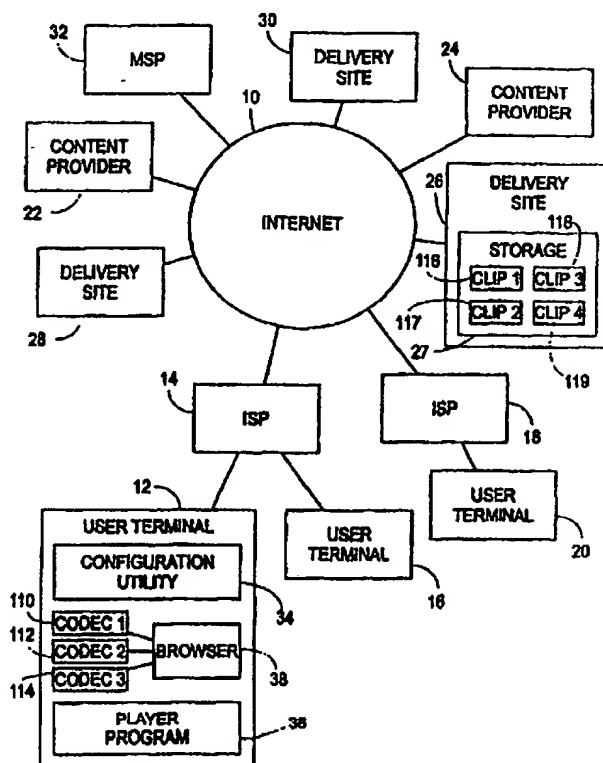 32
MSP
30
DELIVERY
SITE
24
CONTENT
PROVIDER
10
CONTENT
PROVIDER
22
INTERNET
26
DELIVERY
SITE
118
STORAGE
116
CLIP 1
CLIP 3
117
CLIP 2
CLIP 4
27
119
DELIVERY
SITE
28
14
ISP
ISP
18
12
USER TERMINAL
CONFIGURATION
UTILITY
34
USER
TERMINAL
16
USER
TERMINAL
20
110
CODEC 1
112
CODEC 2
114
CODEC 3
BROWSER
38
PLAYER
PROGRAM
36